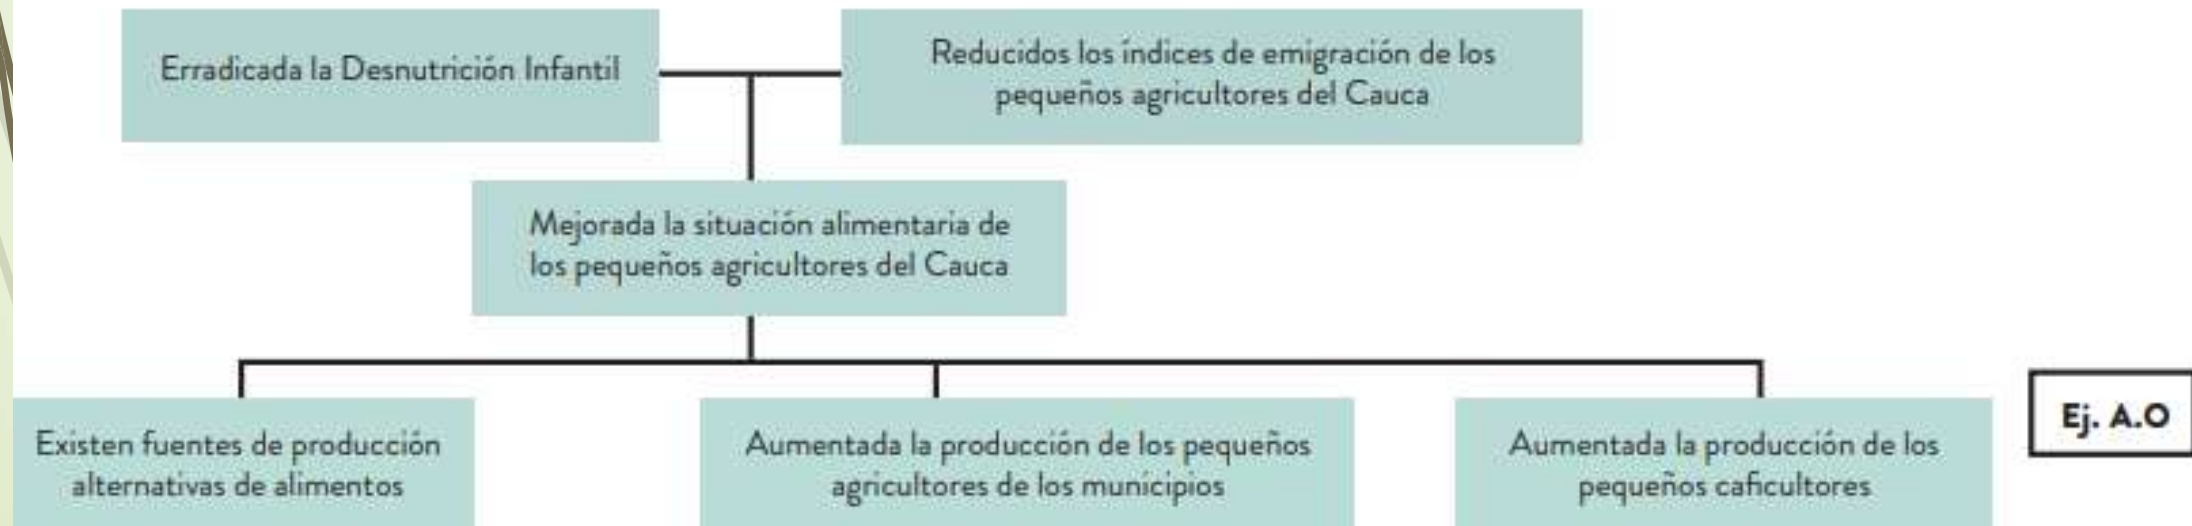 Erradicada la Desnutrición Infantil
Reducidos los índices de emigración de los
pequeños agricultores del Cauca
Mejorada la situación alimentaria de
los pequeños agricultores del Cauca
Existen fuentes de producción
alternativas de alimentos
Aumentada la producción de los pequeños
agricultores de los municipios
Aumentada la producción de los
pequeños caficultores
Ej. A.O